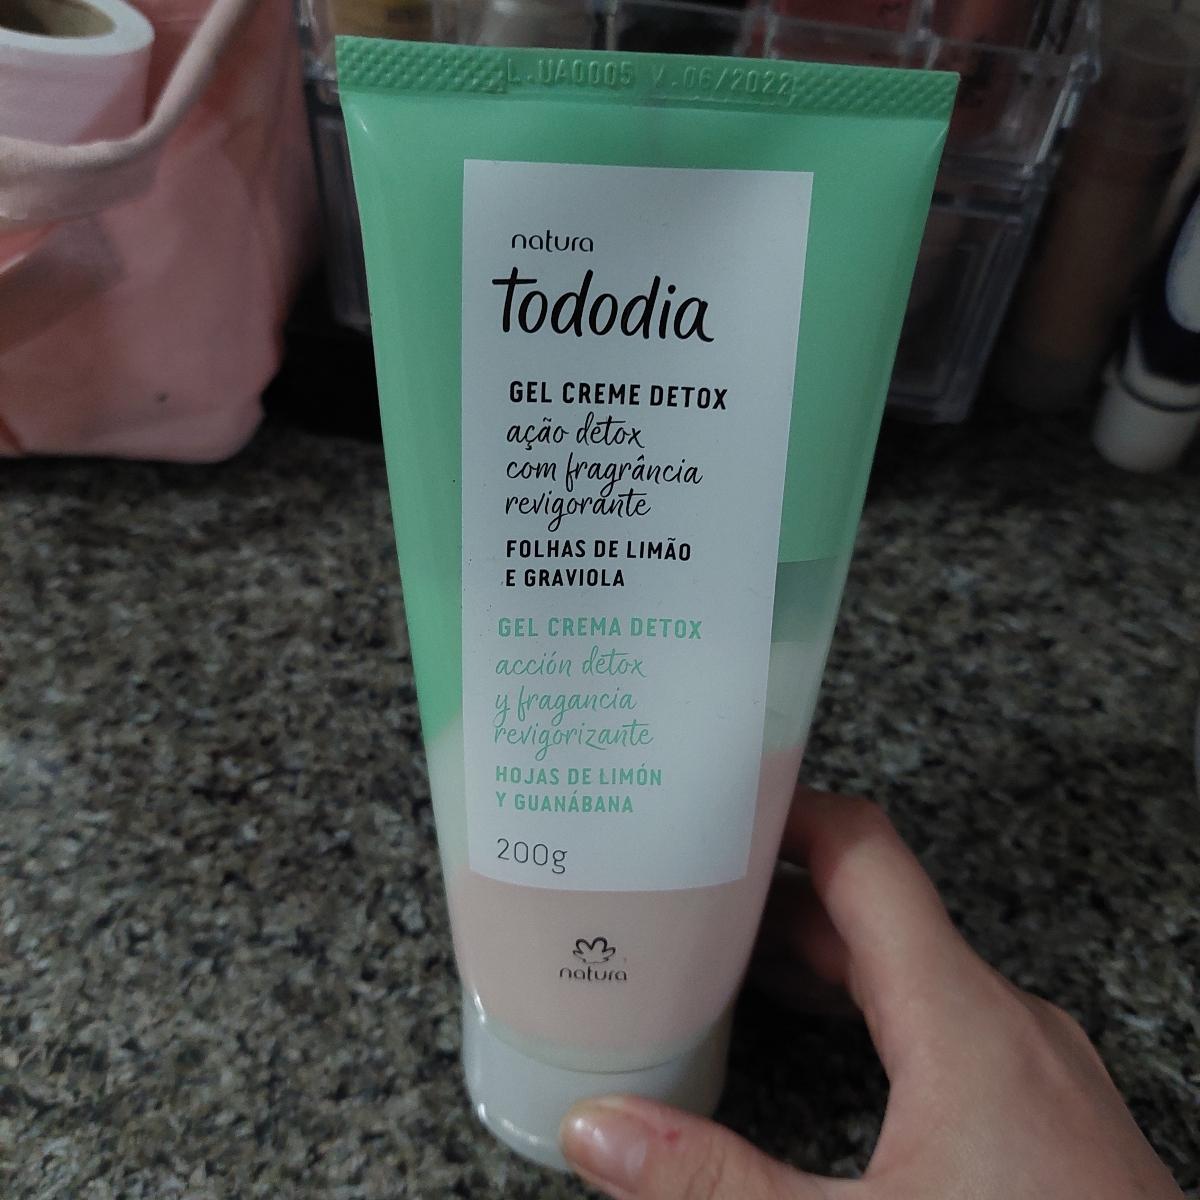 L.UA0005 V.06/2022
natura
tododia
GEL CREME DETOX
ação detox
com fragrância
revigorante
FOLHAS DE LIMÃO
E GRAVIOLA
GEL CREMA DETOX
acción detox
y fragancia
revigorizante
HOJAS DE LIMÓN
Y GUANÁBANA
200g
natura